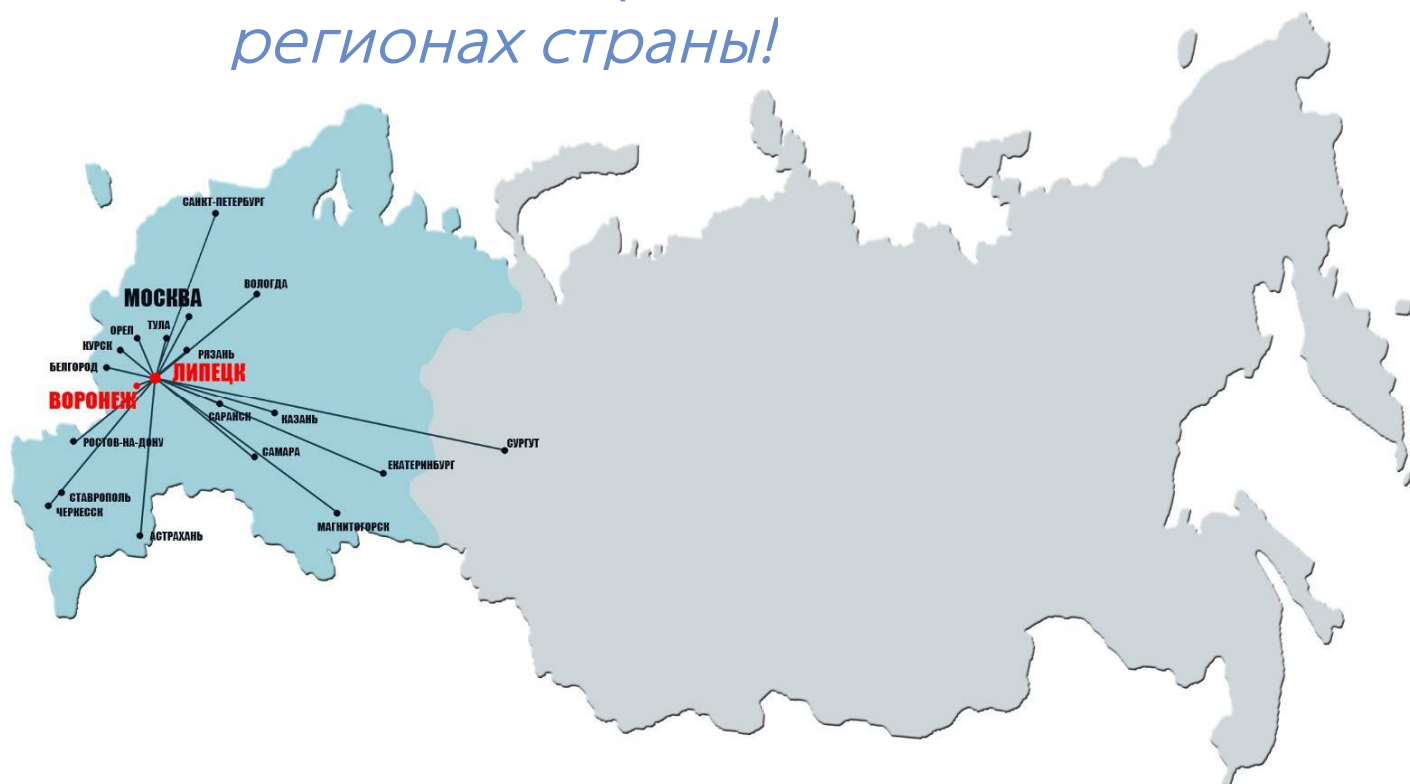 регионах страны!
САНКТ-ПЕТЕРБУРГ
ВОЛОГДА
МОСКВА
ОРЕЛ
ТУЛА
КУРСК
РЯЗАНЬ
БЕЛГОРОД
ЛИПЕЦК
ВОРОНЕЖ
САРАНСК
КАЗАНЬ
РОСТОВ-НА-ДОНУ
САМАРА
ЕКАТЕРИНБУРГ
СУРГУТ
СТАВРОПОЛЬ
ЧЕРКЕССК
МАГНИТОГОРСК
АСТРАХАНЬ